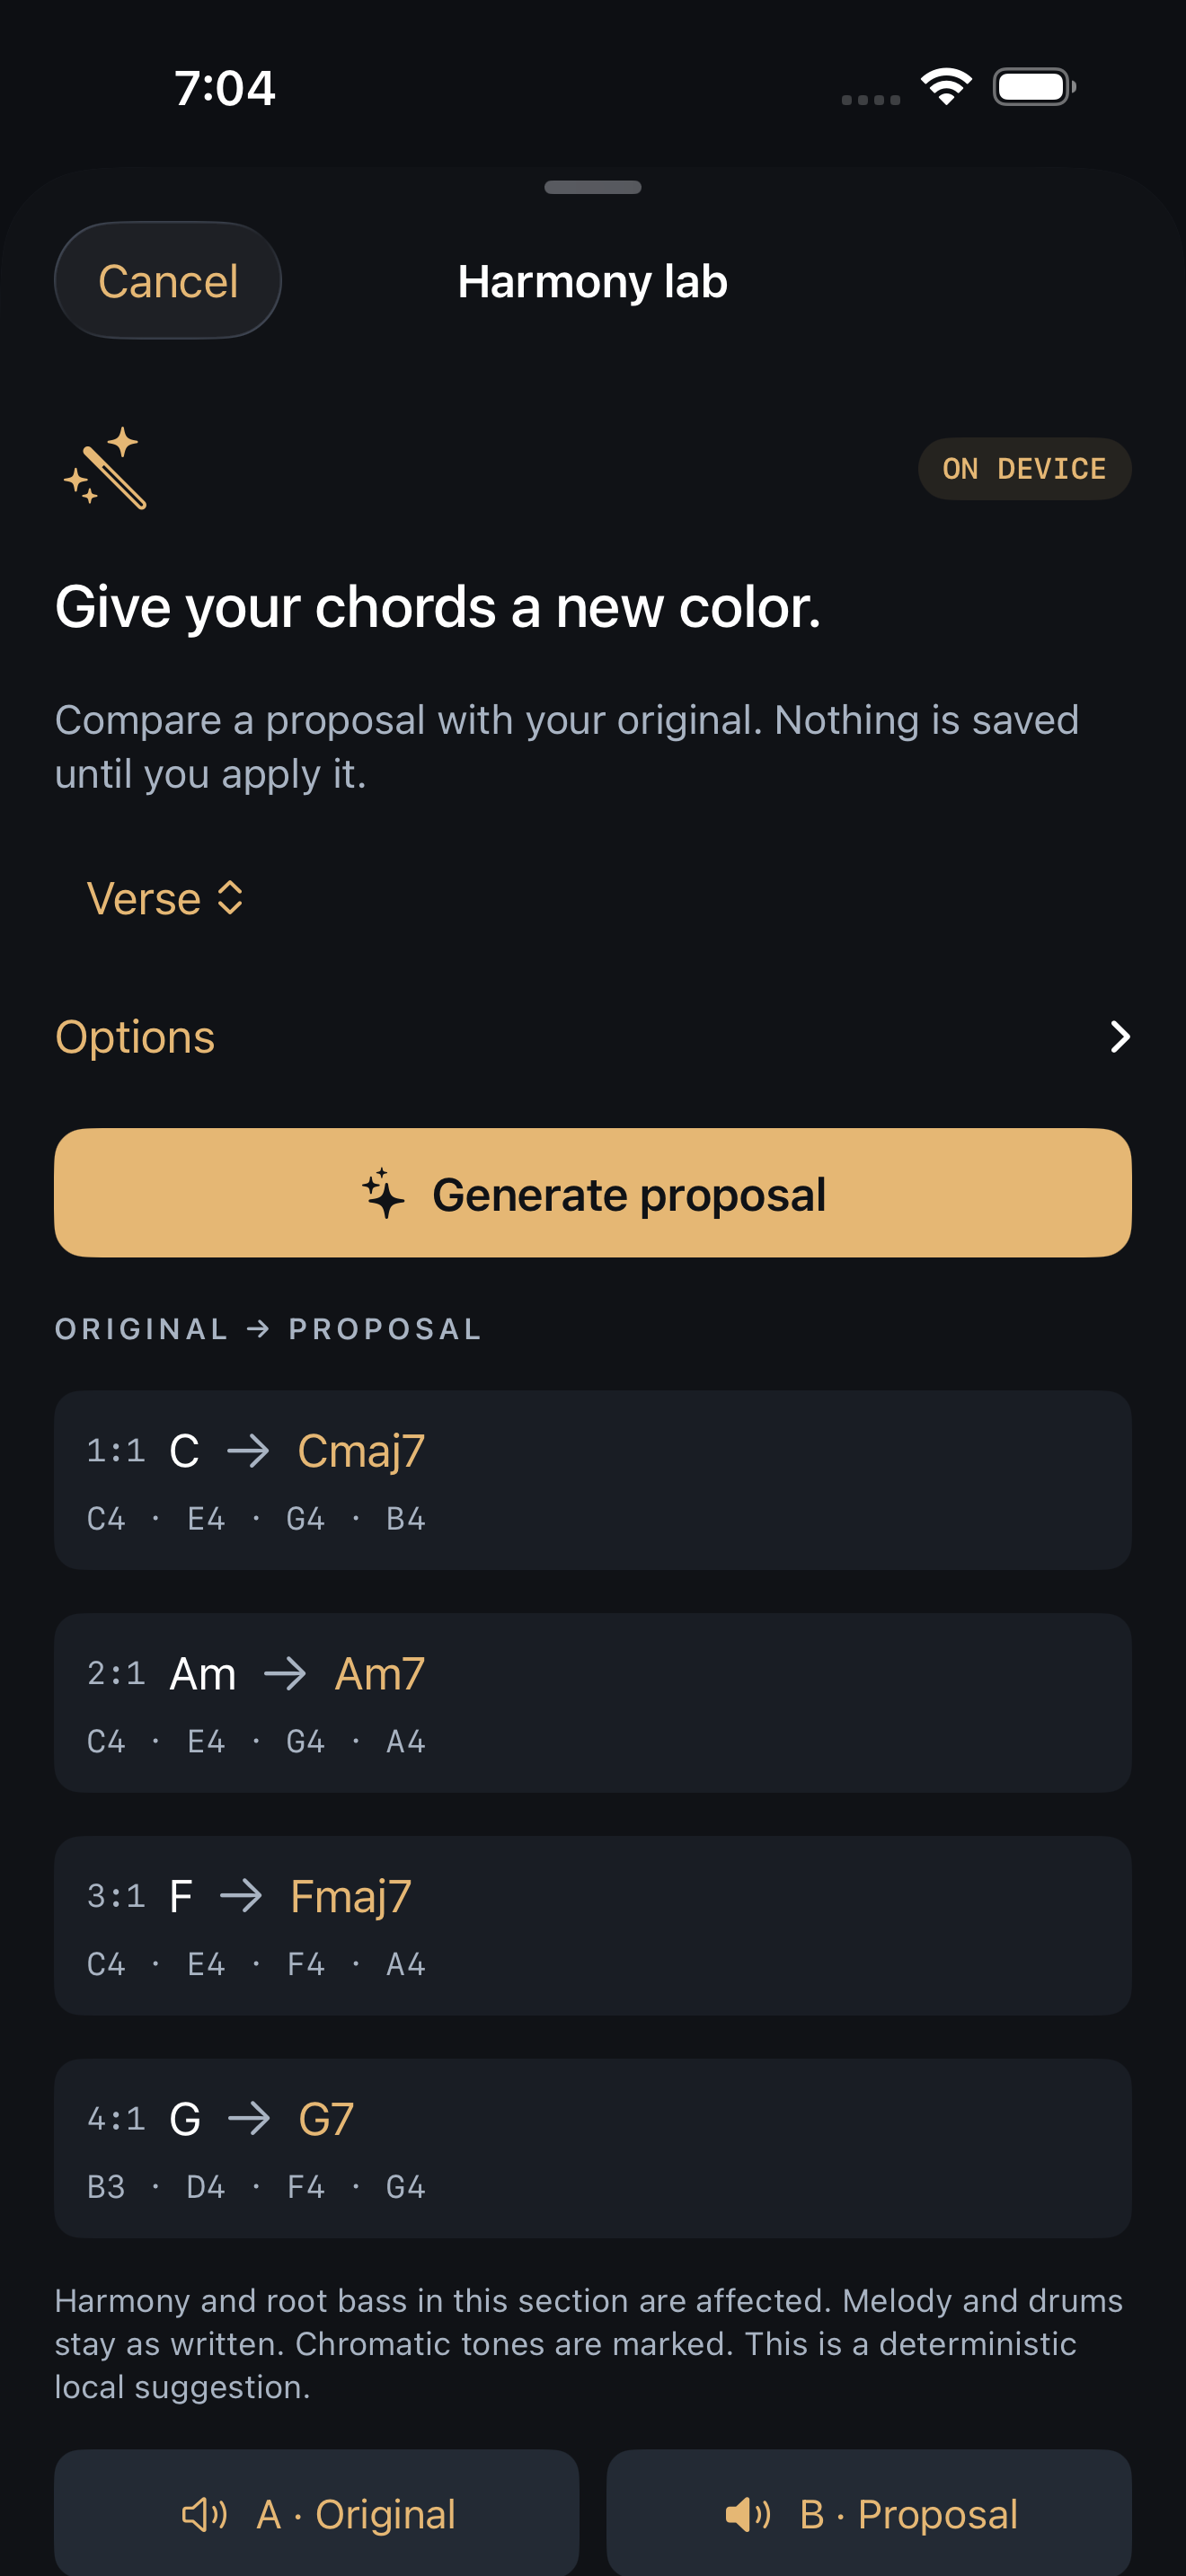 7:04
Cancel
Harmony lab
ON DEVICE
Give your chords a new color.
Compare a proposal with your original. Nothing is saved
until you apply it.
Verse
Options
Generate proposal
ORIGINAL → PROPOSAL
1:1 C → Cmaj7
C4 · E4 · G4 · B4
2:1 Am → Am7
C4 · E4 · G4 · A4
3:1 F → Fmaj7
C4 · E4 · F4 · A4
4:1 G → G7
B3 · D4 · F4 · G4
Harmony and root bass in this section are affected. Melody and drums
stay as written. Chromatic tones are marked. This is a deterministic
local suggestion.
A · Original
B · Proposal